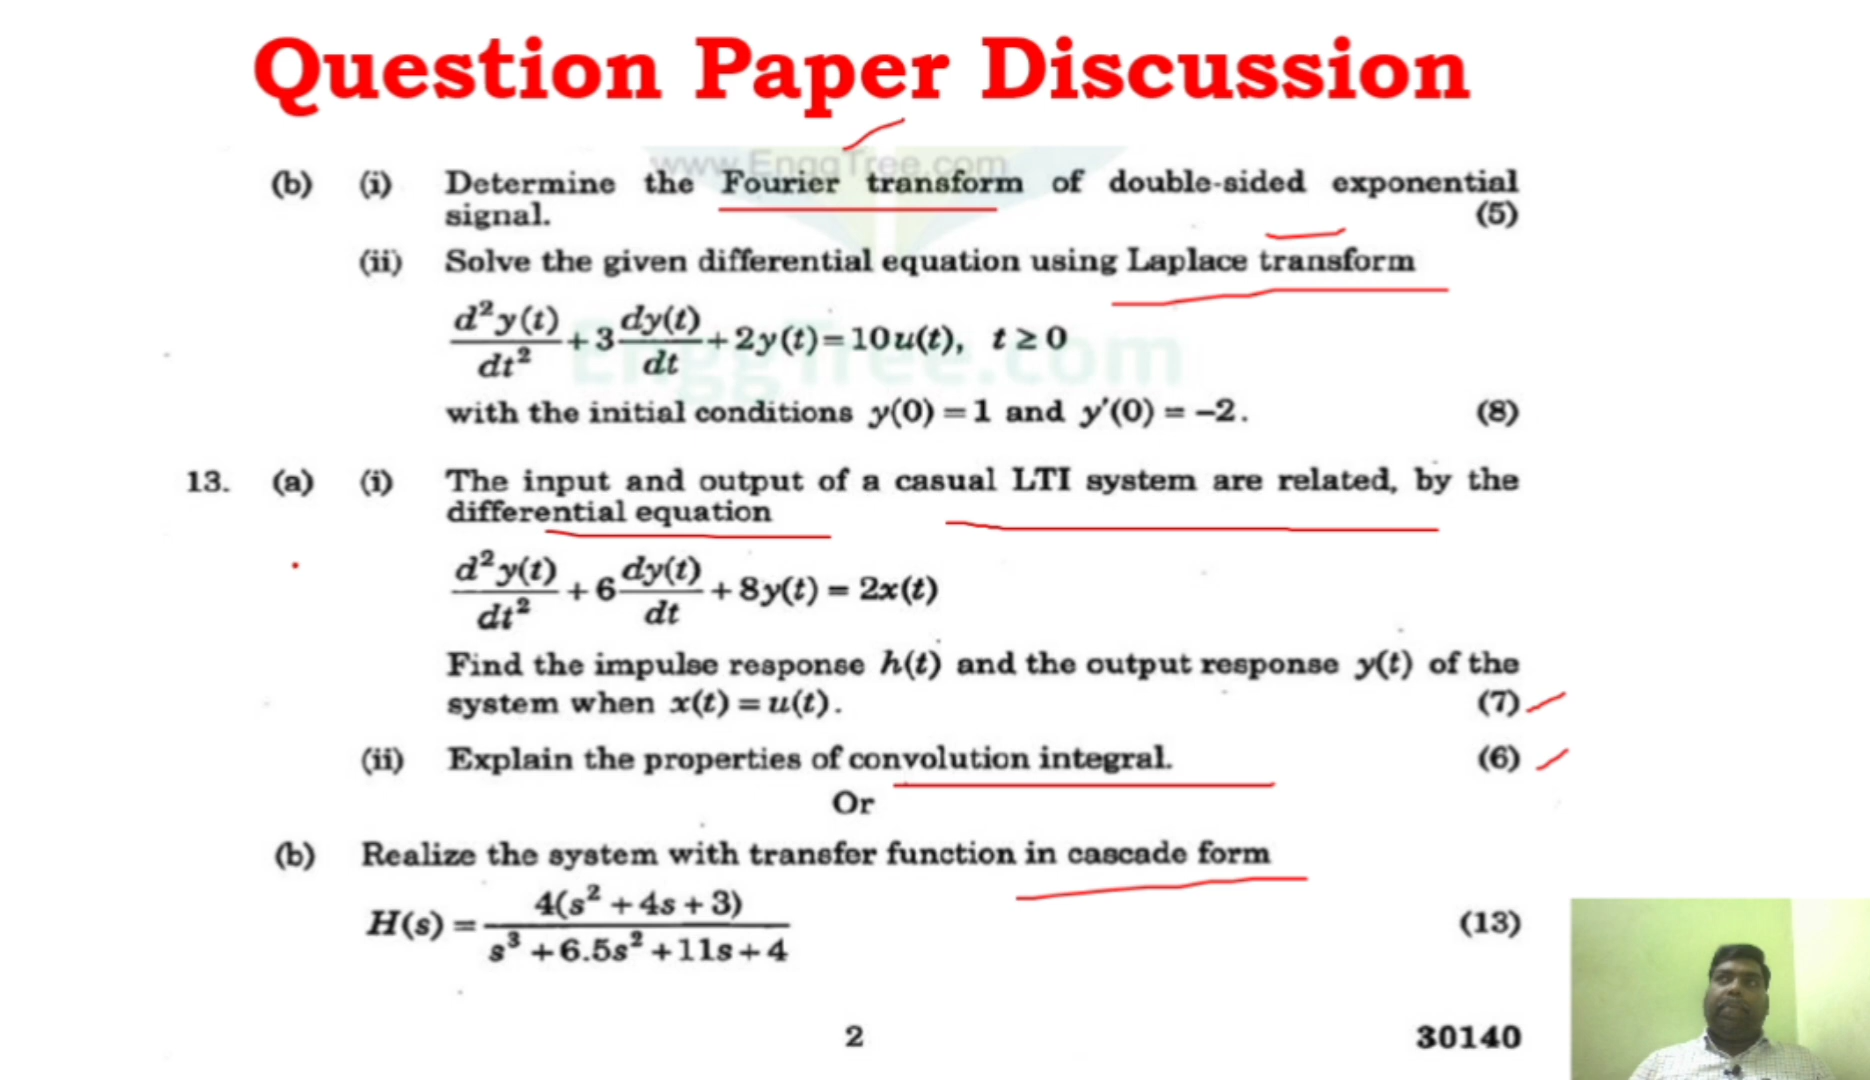 Question Paper Discussion
www.EnggTree.com
(b) (i) Determine the Fourier transform of double-sided exponential
signal. (5)
(ii) Solve the given differential equation using Laplace transform
d²y(t)/dt² + 3 dy(t)/dt + 2y(t) = 10u(t), t ≥ 0
EnggTree.com
with the initial conditions y(0) = 1 and y'(0) = -2. (8)
13. (a) (i) The input and output of a casual LTI system are related, by the
differential equation
d²y(t)/dt² + 6 dy(t)/dt + 8y(t) = 2x(t)
Find the impulse response h(t) and the output response y(t) of the
system when x(t) = u(t). (7)
(ii) Explain the properties of convolution integral. (6)
Or
(b) Realize the system with transfer function in cascade form
H(s) = 4(s² + 4s + 3)/s³ + 6.5s² + 11s + 4 (13)
2 30140